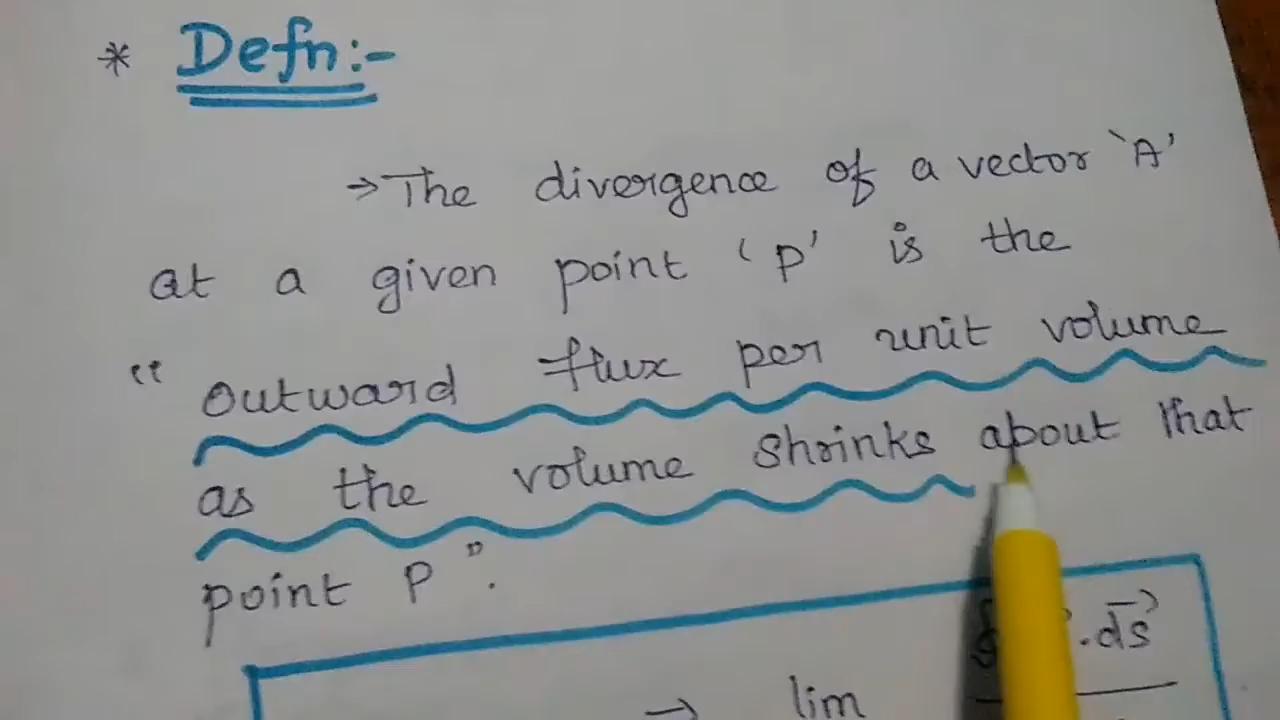 * Defn:-
→ The divergence of a vector 'A'
at a given point 'p' is the
" outward flux per unit volume
as the volume shrinks about that
point P ".
. ds
lim